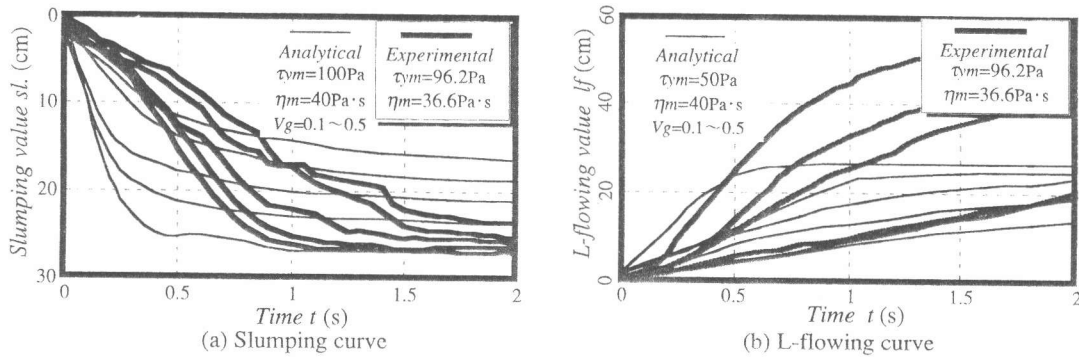 0
10
20
30
Slumping value sl. (cm)
Analytical
τym=100Pa
ηm=40Pa·s
Vg=0.1~0.5
Experimental
τym=96.2Pa
ηm=36.6Pa·s
0
0.5
1
1.5
2
Time t (s)
(a) Slumping curve
60
40
20
0
L-flowing value lf (cm)
Analytical
τym=50Pa
ηm=40Pa·s
Vg=0.1~0.5
Experimental
τym=96.2Pa
ηm=36.6Pa·s
0
0.5
1
1.5
2
Time t (s)
(b) L-flowing curve